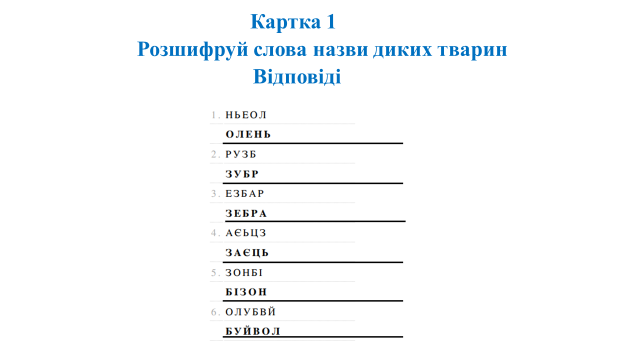 Картка 1
Розшифруй слова назви диких тварин
Відповіді
1. НЬЕОЛ
ОЛЕНЬ
2. РУЗБ
ЗУБР
3. ЕЗБАР
ЗЕБРА
4. АЄЬЦЗ
ЗАЄЦЬ
5. ЗОНБІ
БІЗОН
6. ОЛУБВЙ
БУЙВОЛ